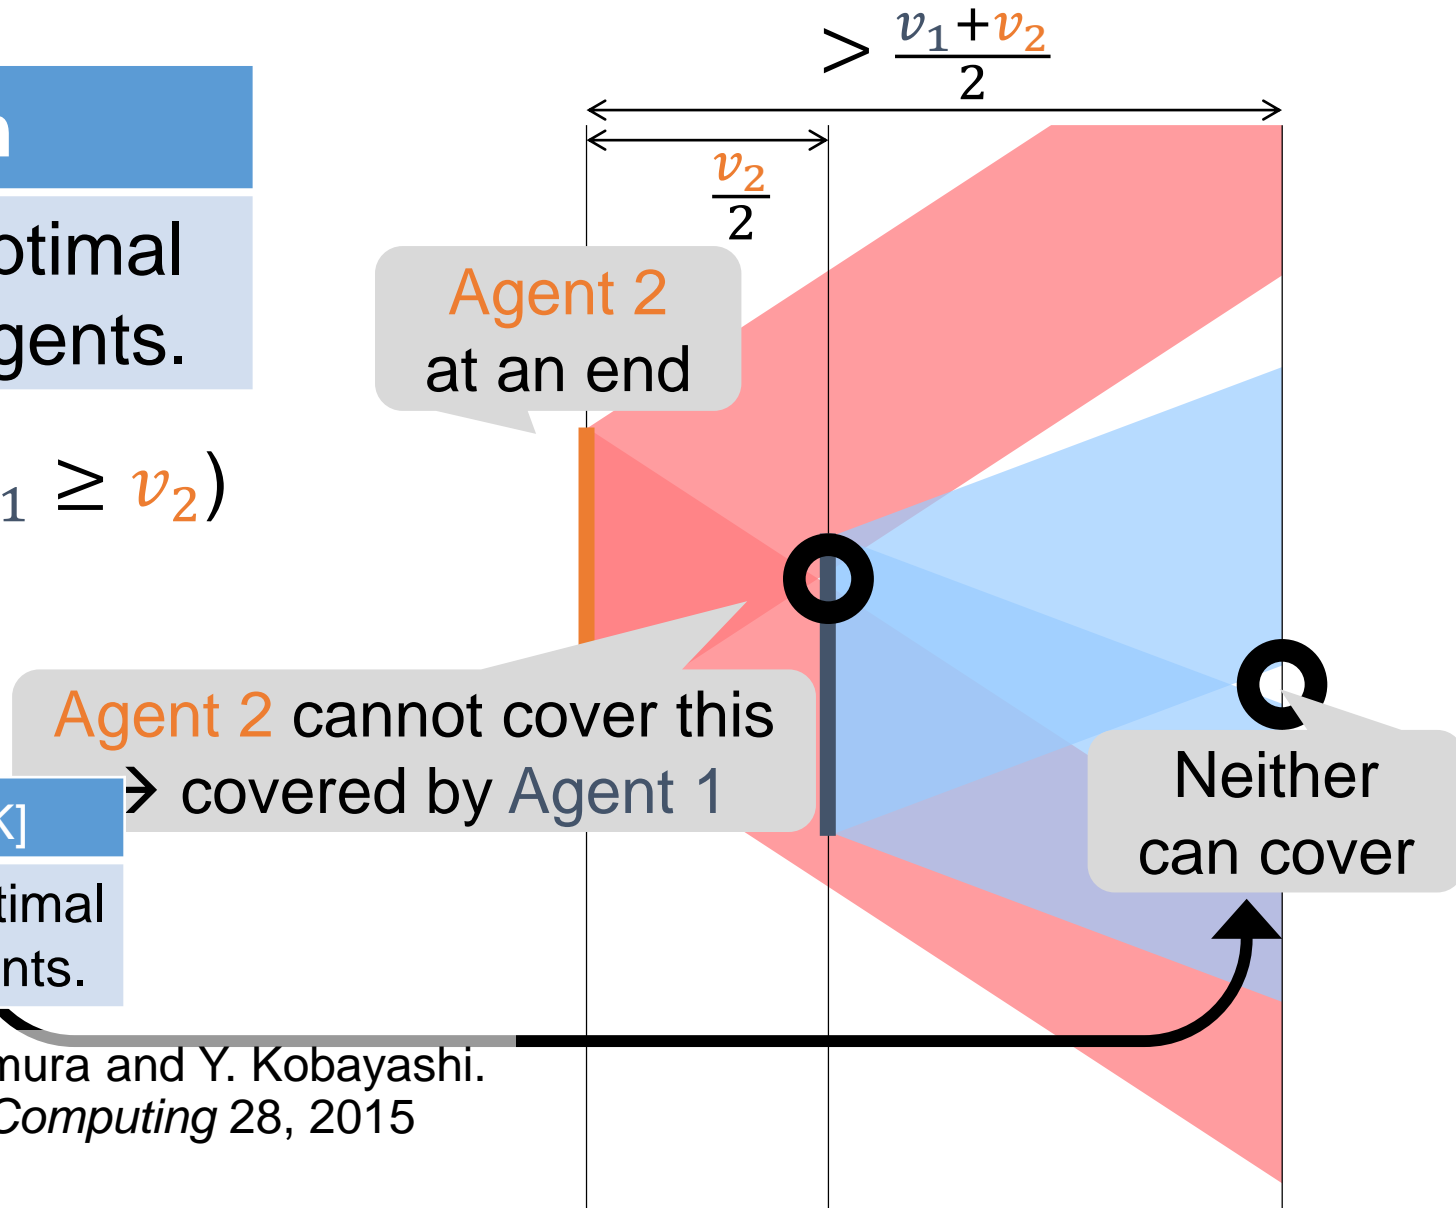 > v₁+v₂ / 2
v₂ / 2
otimal
gents.
₁ ≥ v₂)
Agent 2
at an end
Agent 2 cannot cover this
→ covered by Agent 1
Neither
can cover
K]
timal
nts.
mura and Y. Kobayashi.
Computing 28, 2015